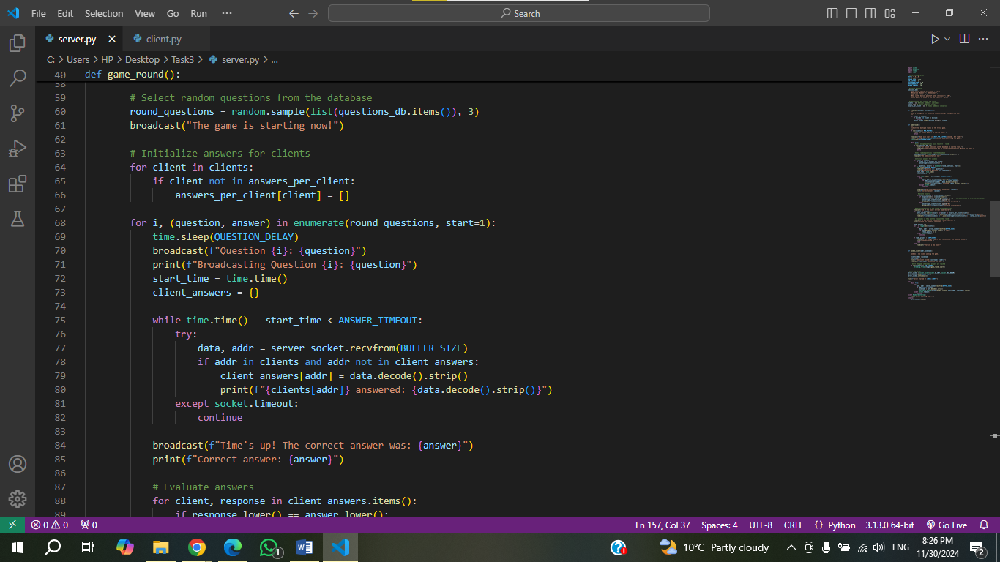 File Edit Selection View Go Run ··· Search
server.py client.py
C: > Users > HP > Desktop > Task3 > server.py > ...
40 def game_round():
58
59 # Select random questions from the database
60 round_questions = random.sample(list(questions_db.items()), 3)
61 broadcast("The game is starting now!")
62
63 # Initialize answers for clients
64 for client in clients:
65 if client not in answers_per_client:
66 answers_per_client[client] = []
67
68 for i, (question, answer) in enumerate(round_questions, start=1):
69 time.sleep(QUESTION_DELAY)
70 broadcast(f"Question {i}: {question}")
71 print(f"Broadcasting Question {i}: {question}")
72 start_time = time.time()
73 client_answers = {}
74
75 while time.time() - start_time < ANSWER_TIMEOUT:
76 try:
77 data, addr = server_socket.recvfrom(BUFFER_SIZE)
78 if addr in clients and addr not in client_answers:
79 client_answers[addr] = data.decode().strip()
80 print(f"{clients[addr]} answered: {data.decode().strip()}")
81 except socket.timeout:
82 continue
83
84 broadcast(f"Time's up! The correct answer was: {answer}")
85 print(f"Correct answer: {answer}")
86
87 # Evaluate answers
88 for client, response in client_answers.items():
89 if response.lower() == answer.lower():
0 0 0 Ln 157, Col 37 Spaces: 4 UTF-8 CRLF {} Python 3.13.0 64-bit Go Live
1 10°C Partly cloudy ENG 8:26 PM
11/30/2024 2